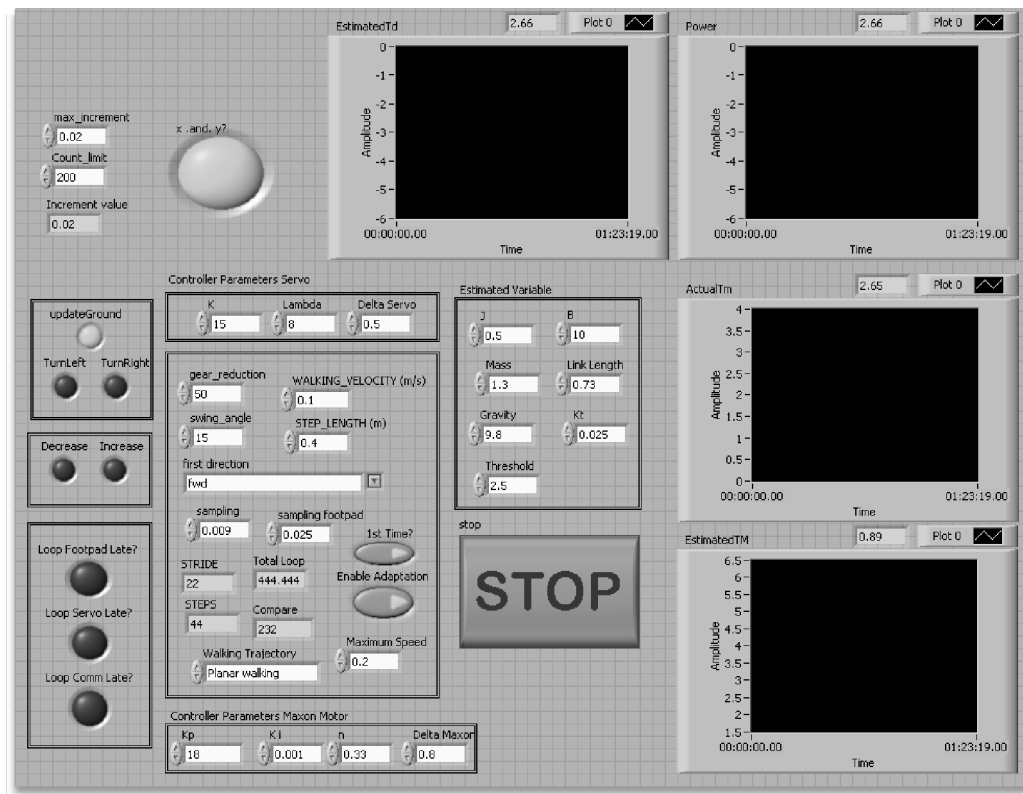 EstimatedTd 2.66 Plot 0
0
-1
-2
-3
-4
-5
-6
Amplitude
00:00:00.00 01:23:19.00
Time
Power 2.66 Plot 0
0
-1
-2
-3
-4
-5
-6
Amplitude
00:00:00.00 01:23:19.00
Time
max_increment
0.02
Count_limit
200
Increment value
0.02
x .and. y?
Controller Parameters Servo
K Lambda Delta Servo
15 8 0.5
updateGround
TurnLeft TurnRight
Decrease Increase
Loop Footpad Late?
Loop Servo Late?
Loop Comm Late?
gear_reduction WALKING_VELOCITY (m/s)
50 0.1
swing_angle STEP_LENGTH (m)
15 0.4
first direction
fwd
sampling sampling footpad
0.009 0.025
1st Time?
STRIDE Total Loop
22 444.444
Enable Adaptation
STEPS Compare
44 232
Walking Trajectory Maximum Speed
Planar walking 0.2
Controller Parameters Maxon Motor
Kp Ki n Delta Maxon
18 0.001 0.33 0.8
Estimated Variable
J B
0.5 10
Mass Link Length
1.3 0.73
Gravity Kt
9.8 0.025
Threshold
2.5
stop
STOP
ActualTm 2.65 Plot 0
4
3.5
3
2.5
2
1.5
1
0.5
0
Amplitude
00:00:00.00 01:23:19.00
Time
EstimatedTM 0.89 Plot 0
6.5
6
5.5
5
4.5
4
3.5
3
2.5
2
1.5
Amplitude
00:00:00.00 01:23:19.00
Time